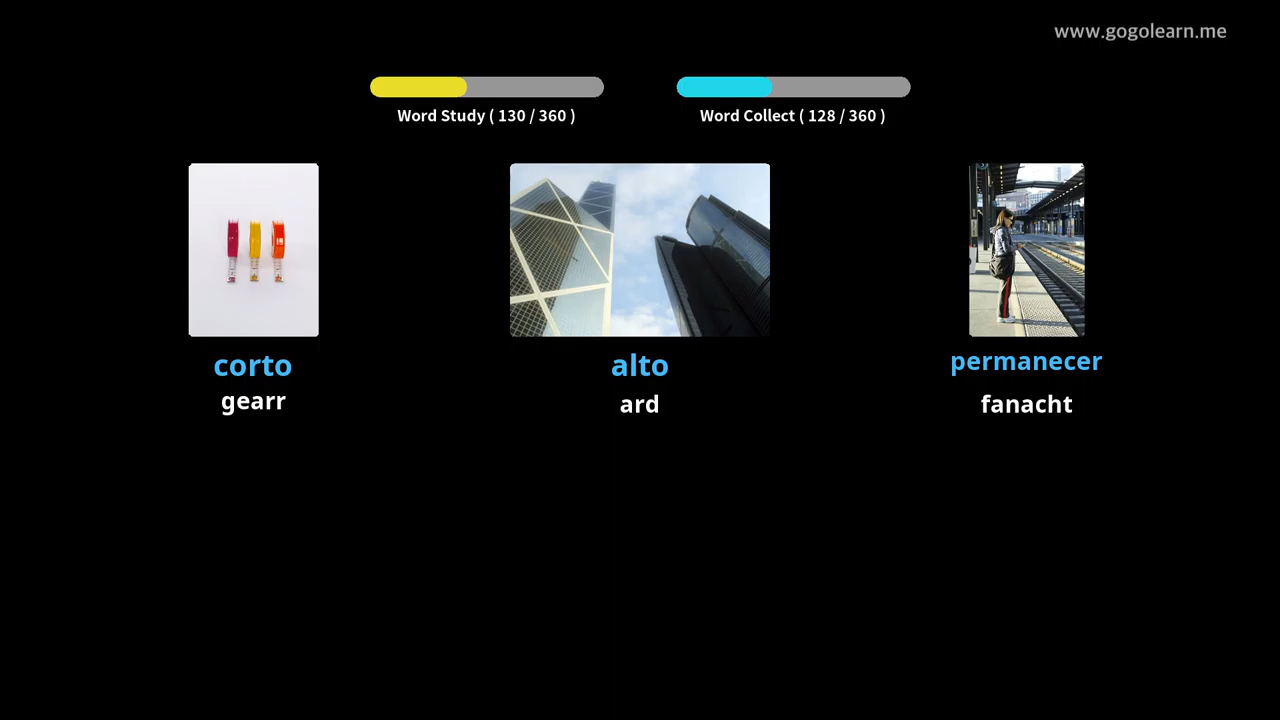 www.gogolearn.me
Word Study ( 130 / 360 )
Word Collect ( 128 / 360 )
corto
gearr
alto
ard
permanecer
fanacht